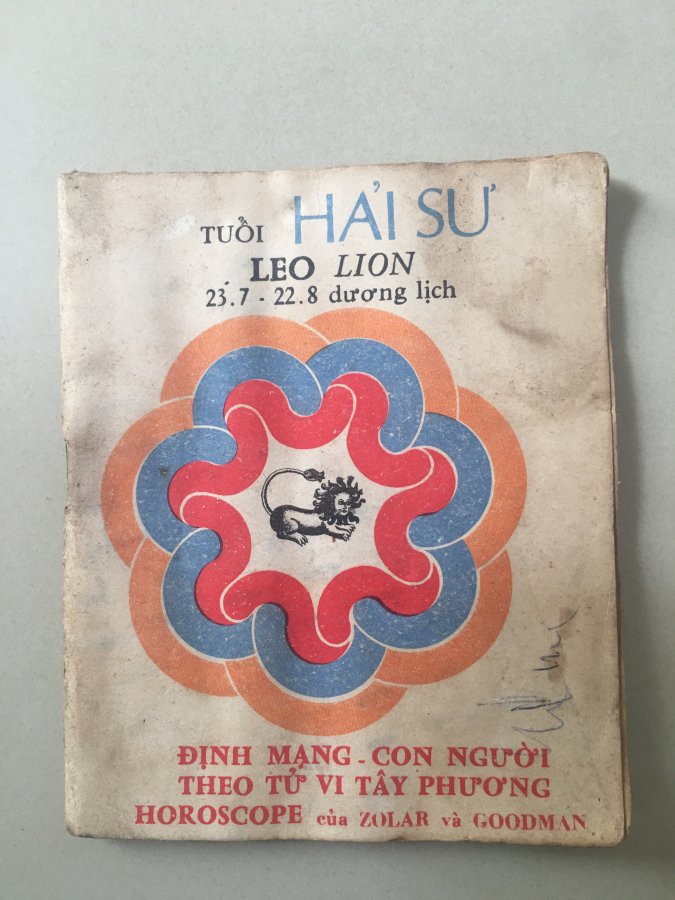 TUỔI HẢI SƯ
LEO LION
23.7 - 22.8 dương lịch
ĐỊNH MẠNG - CON NGƯỜI
THEO TỬ VI TÂY PHƯƠNG
HOROSCOPE của ZOLAR và GOODMAN